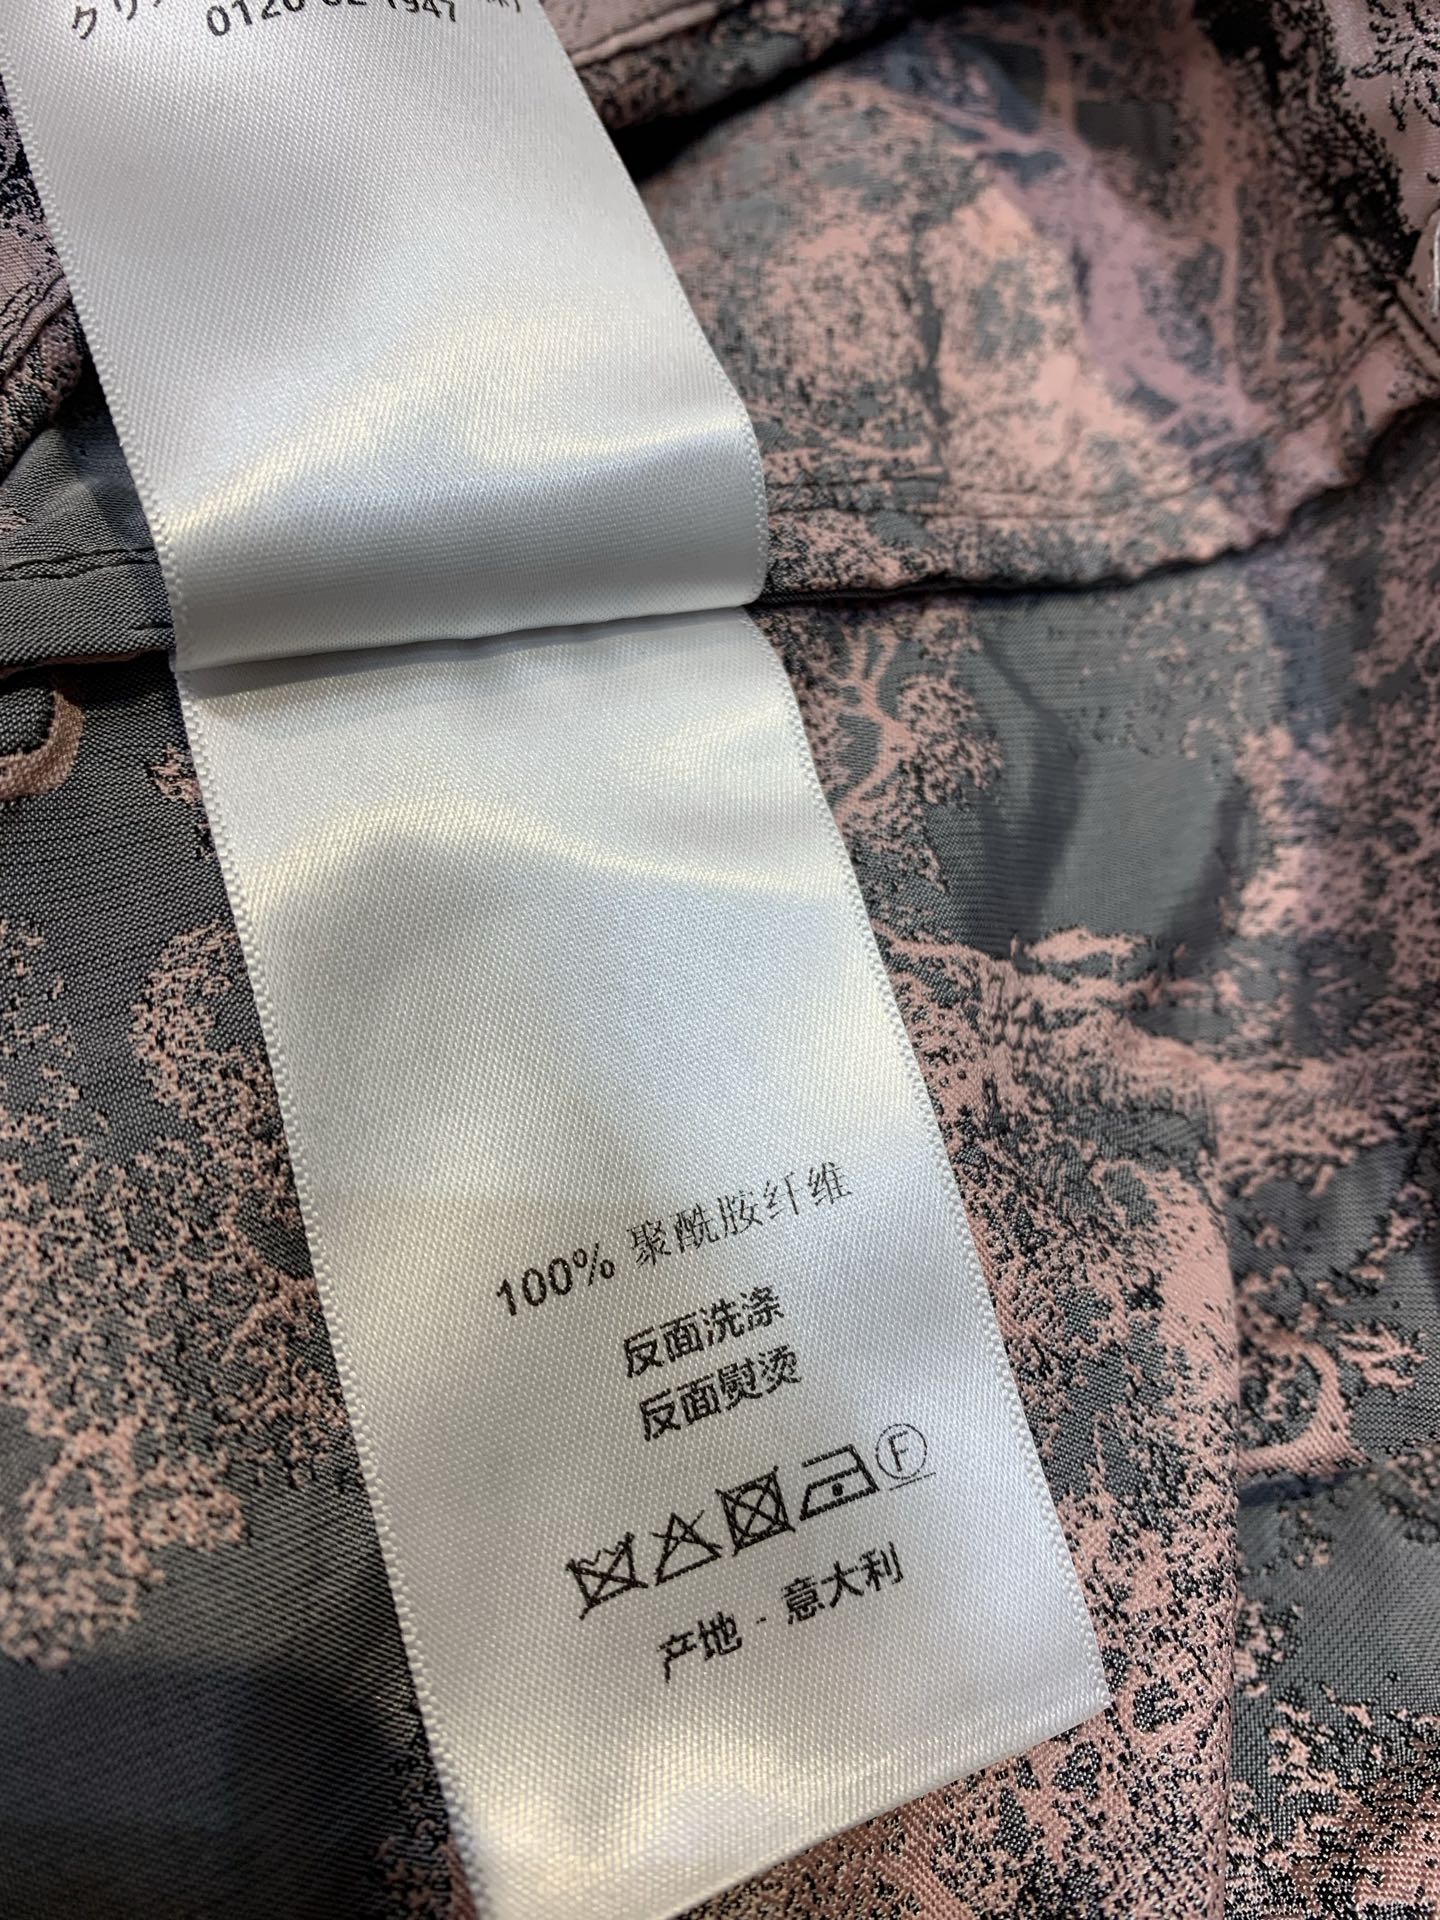 0120 02 1947
100% 聚酰胺纤维
反面洗涤
反面熨烫
F
产地 - 意大利